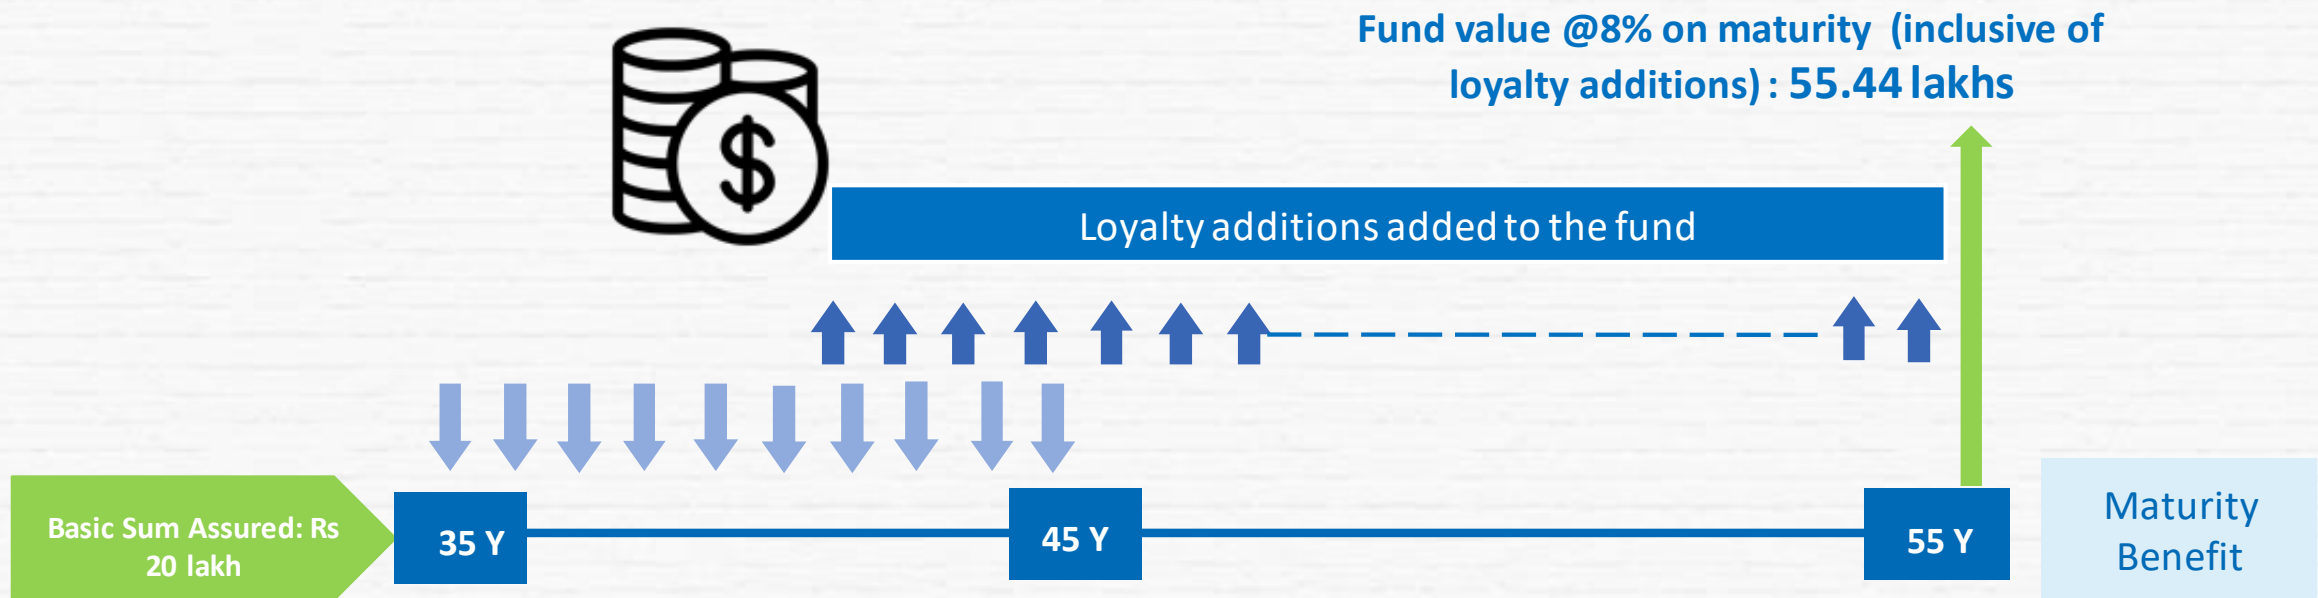 Fund value @8% on maturity (inclusive of
loyalty additions) : 55.44 lakhs
$
Loyalty additions added to the fund
Basic Sum Assured: Rs
20 lakh
35 Y
45 Y
55 Y
Maturity
Benefit